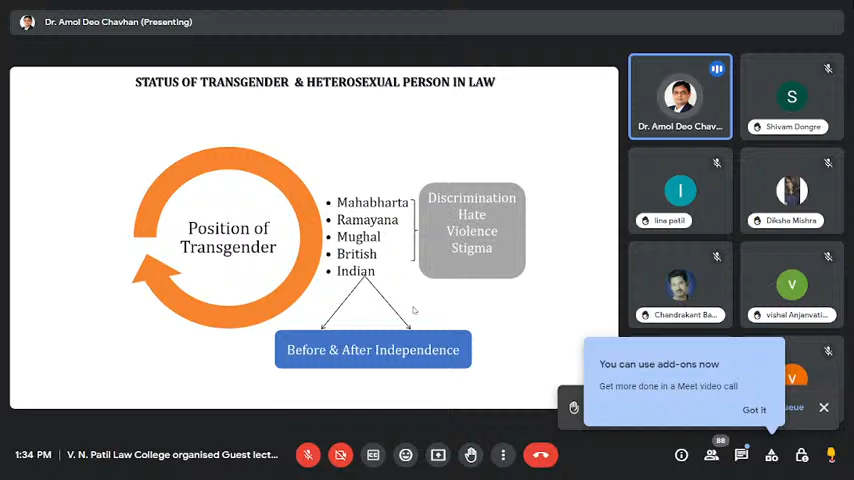 Dr. Amol Deo Chavhan (Presenting)
STATUS OF TRANSGENDER & HETEROSEXUAL PERSON IN LAW
Position of
Transgender
• Mahabharta
• Ramayana
• Mughal
• British
• Indian
Discrimination
Hate
Violence
Stigma
Before & After Independence
Dr. Amol Deo Chav...
S
Shivam Dongre
l
lina patil
Diksha Mishra
Chandrakant Ba...
V
vishal Anjanvati...
V
You can use add-ons now
Get more done in a Meet video call
Got it
ueue
1:34 PM | V. N. Patil Law College organised Guest lect...
88